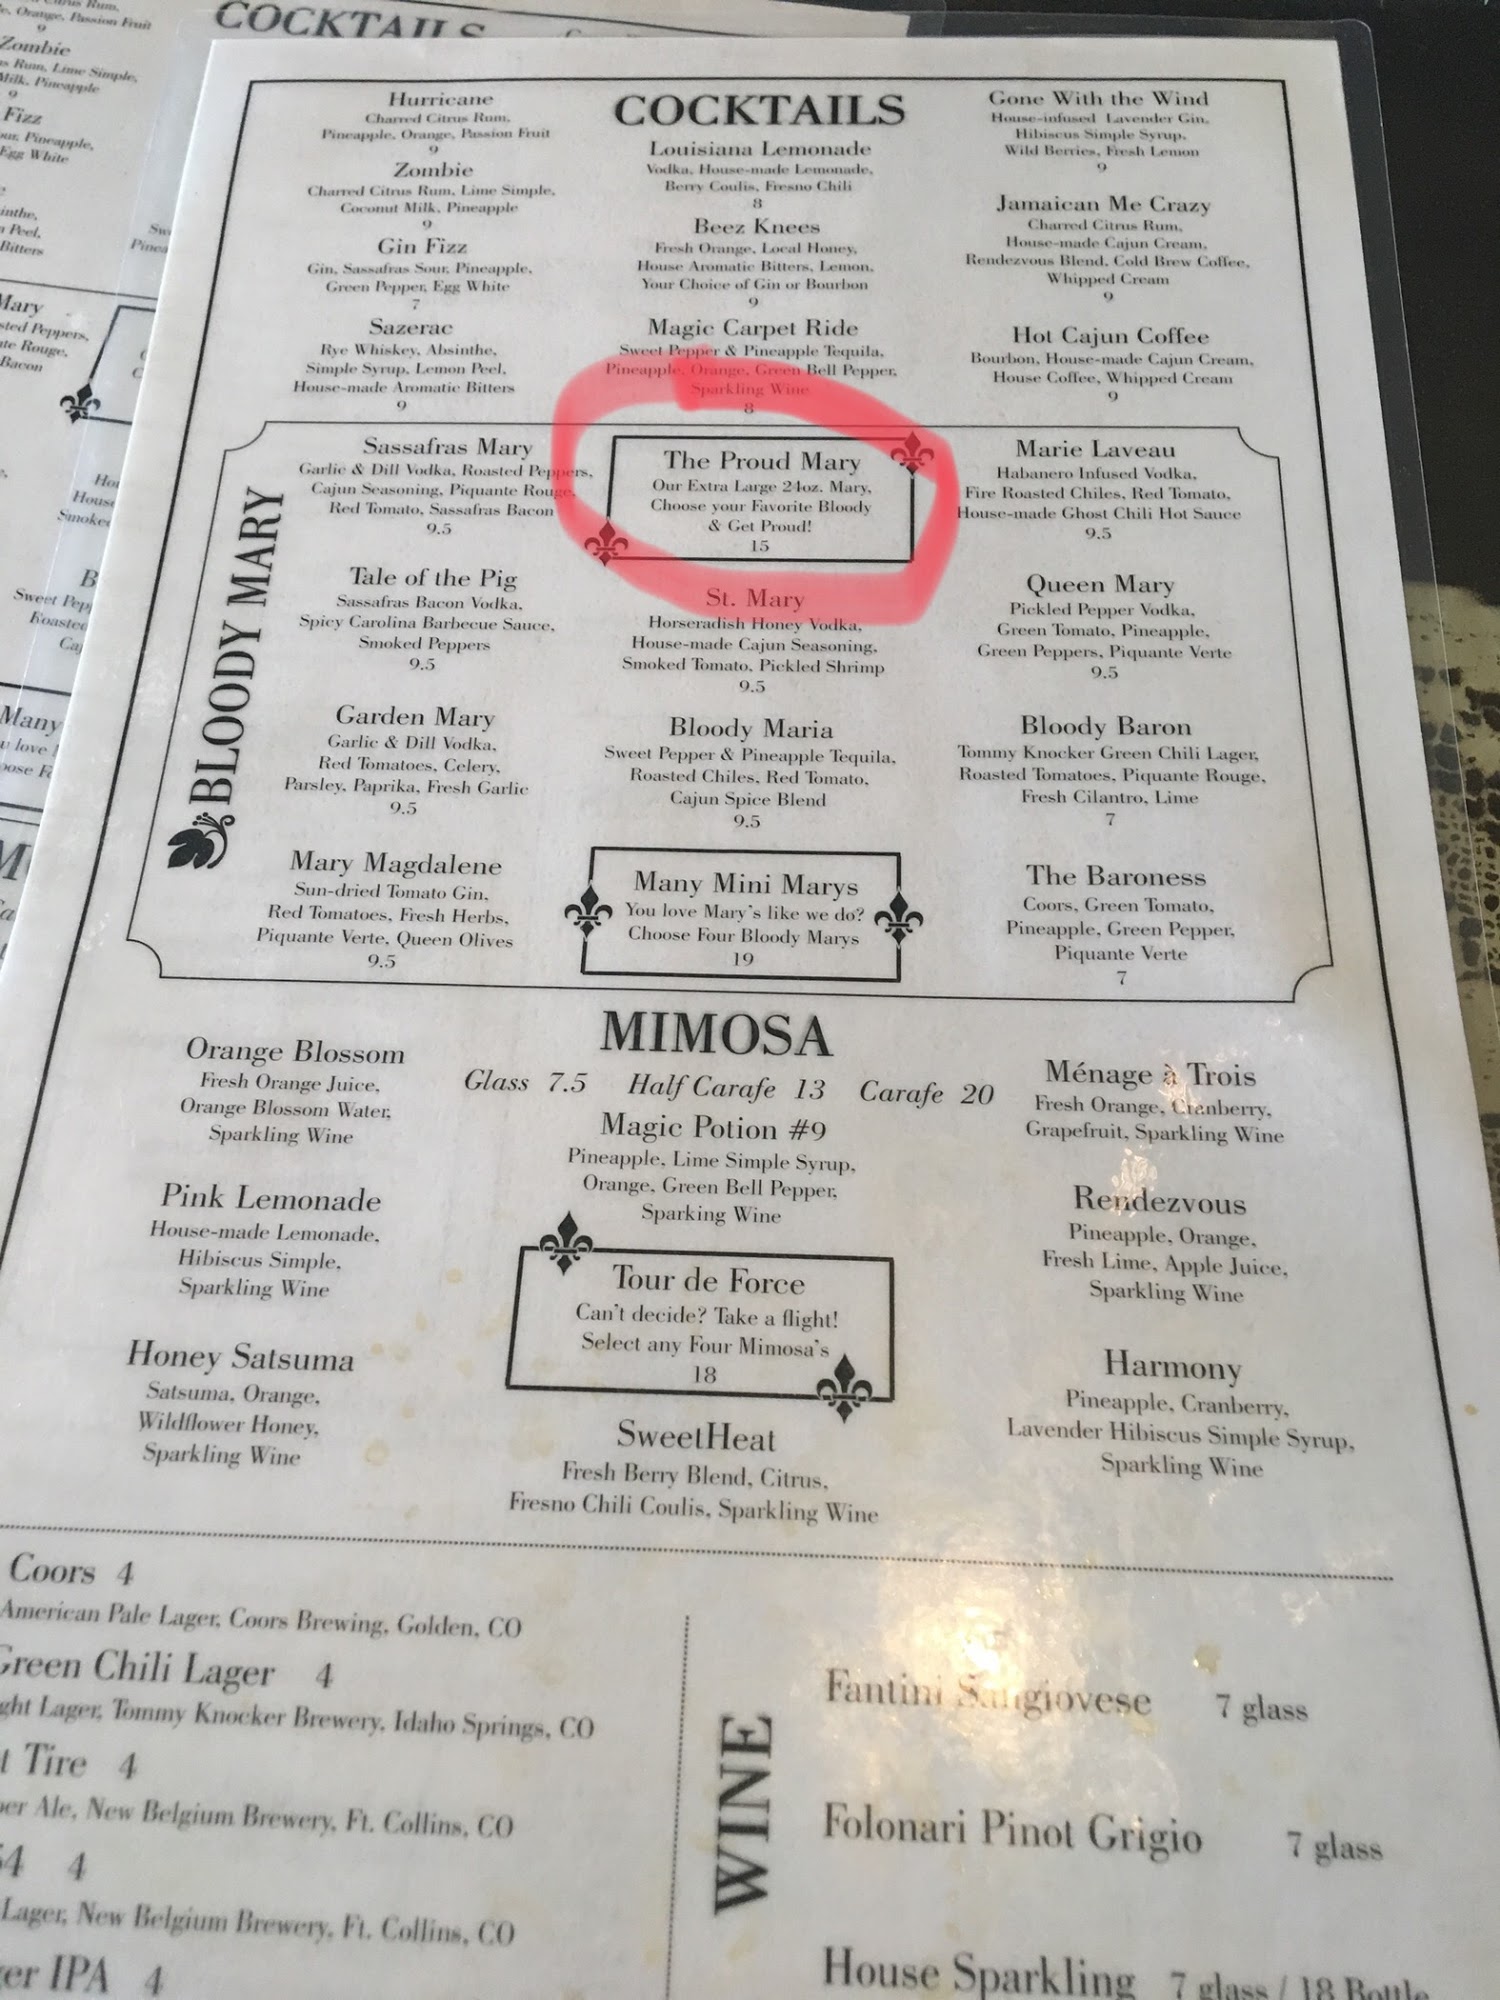 COCKTAILS
Zombie
Fizz
Egg White
Bitters
Mary
Bacon
COCKTAILS
Hurricane
Charred Citrus Rum,
Pineapple, Orange, Passion Fruit
9
Zombie
Charred Citrus Rum, Lime Simple,
Coconut Milk, Pineapple
9
Gin Fizz
Gin, Sassafras Sour, Pineapple,
Green Pepper, Egg White
7
Sazerac
Rye Whiskey, Absinthe,
Simple Syrup, Lemon Peel,
House-made Aromatic Bitters
9
Louisiana Lemonade
Vodka, House-made Lemonade,
Berry Coulis, Fresno Chili
8
Beez Knees
Fresh Orange, Local Honey,
House Aromatic Bitters, Lemon,
Your Choice of Gin or Bourbon
9
Magic Carpet Ride
Sweet Pepper & Pineapple Tequila,
Pineapple, Orange, Green Bell Pepper,
Sparkling Wine
8
Gone With the Wind
House-infused Lavender Gin,
Hibiscus Simple Syrup,
Wild Berries, Fresh Lemon
9
Jamaican Me Crazy
Charred Citrus Rum,
House-made Cajun Cream,
Rendezvous Blend, Cold Brew Coffee,
Whipped Cream
9
Hot Cajun Coffee
Bourbon, House-made Cajun Cream,
House Coffee, Whipped Cream
9
BLOODY MARY
Sassafras Mary
Garlic & Dill Vodka, Roasted Peppers,
Cajun Seasoning, Piquante Rouge,
Red Tomato, Sassafras Bacon
9.5
Tale of the Pig
Sassafras Bacon Vodka,
Spicy Carolina Barbecue Sauce,
Smoked Peppers
9.5
Garden Mary
Garlic & Dill Vodka,
Red Tomatoes, Celery,
Parsley, Paprika, Fresh Garlic
9.5
Mary Magdalene
Sun-dried Tomato Gin,
Red Tomatoes, Fresh Herbs,
Piquante Verte, Queen Olives
9.5
The Proud Mary
Our Extra Large 24oz. Mary,
Choose your Favorite Bloody
& Get Proud!
15
St. Mary
Horseradish Honey Vodka,
House-made Cajun Seasoning,
Smoked Tomato, Pickled Shrimp
9.5
Bloody Maria
Sweet Pepper & Pineapple Tequila,
Roasted Chiles, Red Tomato,
Cajun Spice Blend
9.5
Many Mini Marys
You love Mary's like we do?
Choose Four Bloody Marys
19
Marie Laveau
Habanero Infused Vodka,
Fire Roasted Chiles, Red Tomato,
House-made Ghost Chili Hot Sauce
9.5
Queen Mary
Pickled Pepper Vodka,
Green Tomato, Pineapple,
Green Peppers, Piquante Verte
9.5
Bloody Baron
Tommy Knocker Green Chili Lager,
Roasted Tomatoes, Piquante Rouge,
Fresh Cilantro, Lime
7
The Baroness
Coors, Green Tomato,
Pineapple, Green Pepper,
Piquante Verte
7
MIMOSA
Glass 7.5 Half Carafe 13 Carafe 20
Orange Blossom
Fresh Orange Juice,
Orange Blossom Water,
Sparkling Wine
Pink Lemonade
House-made Lemonade,
Hibiscus Simple,
Sparkling Wine
Honey Satsuma
Satsuma, Orange,
Wildflower Honey,
Sparkling Wine
Magic Potion #9
Pineapple, Lime Simple Syrup,
Orange, Green Bell Pepper,
Sparking Wine
Tour de Force
Can't decide? Take a flight!
Select any Four Mimosa's
18
SweetHeat
Fresh Berry Blend, Citrus,
Fresno Chili Coulis, Sparkling Wine
Ménage à Trois
Fresh Orange, Cranberry,
Grapefruit, Sparkling Wine
Rendezvous
Pineapple, Orange,
Fresh Lime, Apple Juice,
Sparkling Wine
Harmony
Pineapple, Cranberry,
Lavender Hibiscus Simple Syrup,
Sparkling Wine
Coors 4
American Pale Lager, Coors Brewing, Golden, CO
Green Chili Lager 4
Lager, Tommy Knocker Brewery, Idaho Springs, CO
Tire 4
Ale, New Belgium Brewery, Ft. Collins, CO
4
Lager, New Belgium Brewery, Ft. Collins, CO
IPA 4
WINE
Fantini Sangiovese 7 glass
Folonari Pinot Grigio 7 glass
House Sparkling 7 glass / 18 Bottle